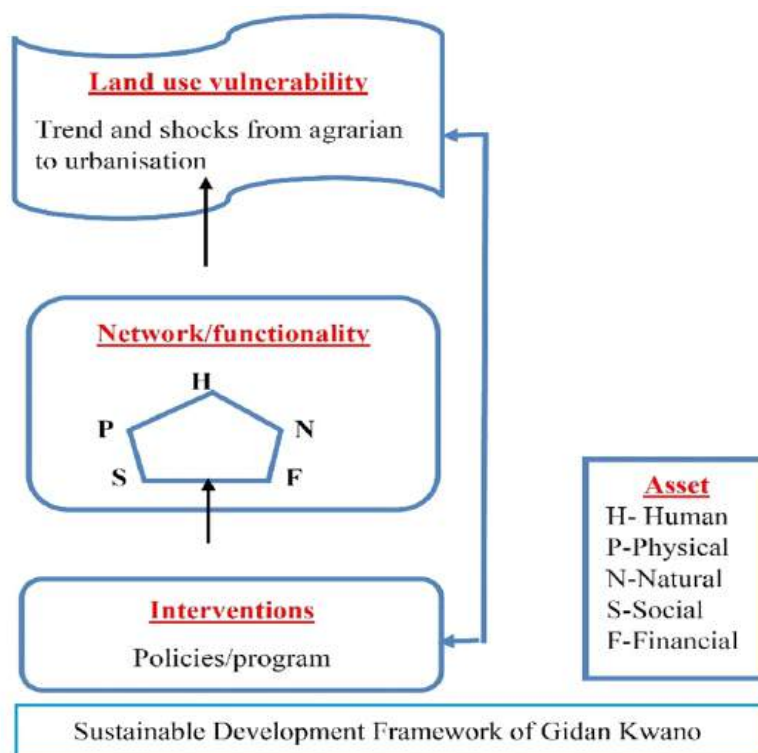 Land use vulnerability
Trend and shocks from agrarian
to urbanisation
Network/functionality
H
P
N
S
F
Interventions
Policies/program
Asset
H- Human
P-Physical
N-Natural
S-Social
F-Financial
Sustainable Development Framework of Gidan Kwano